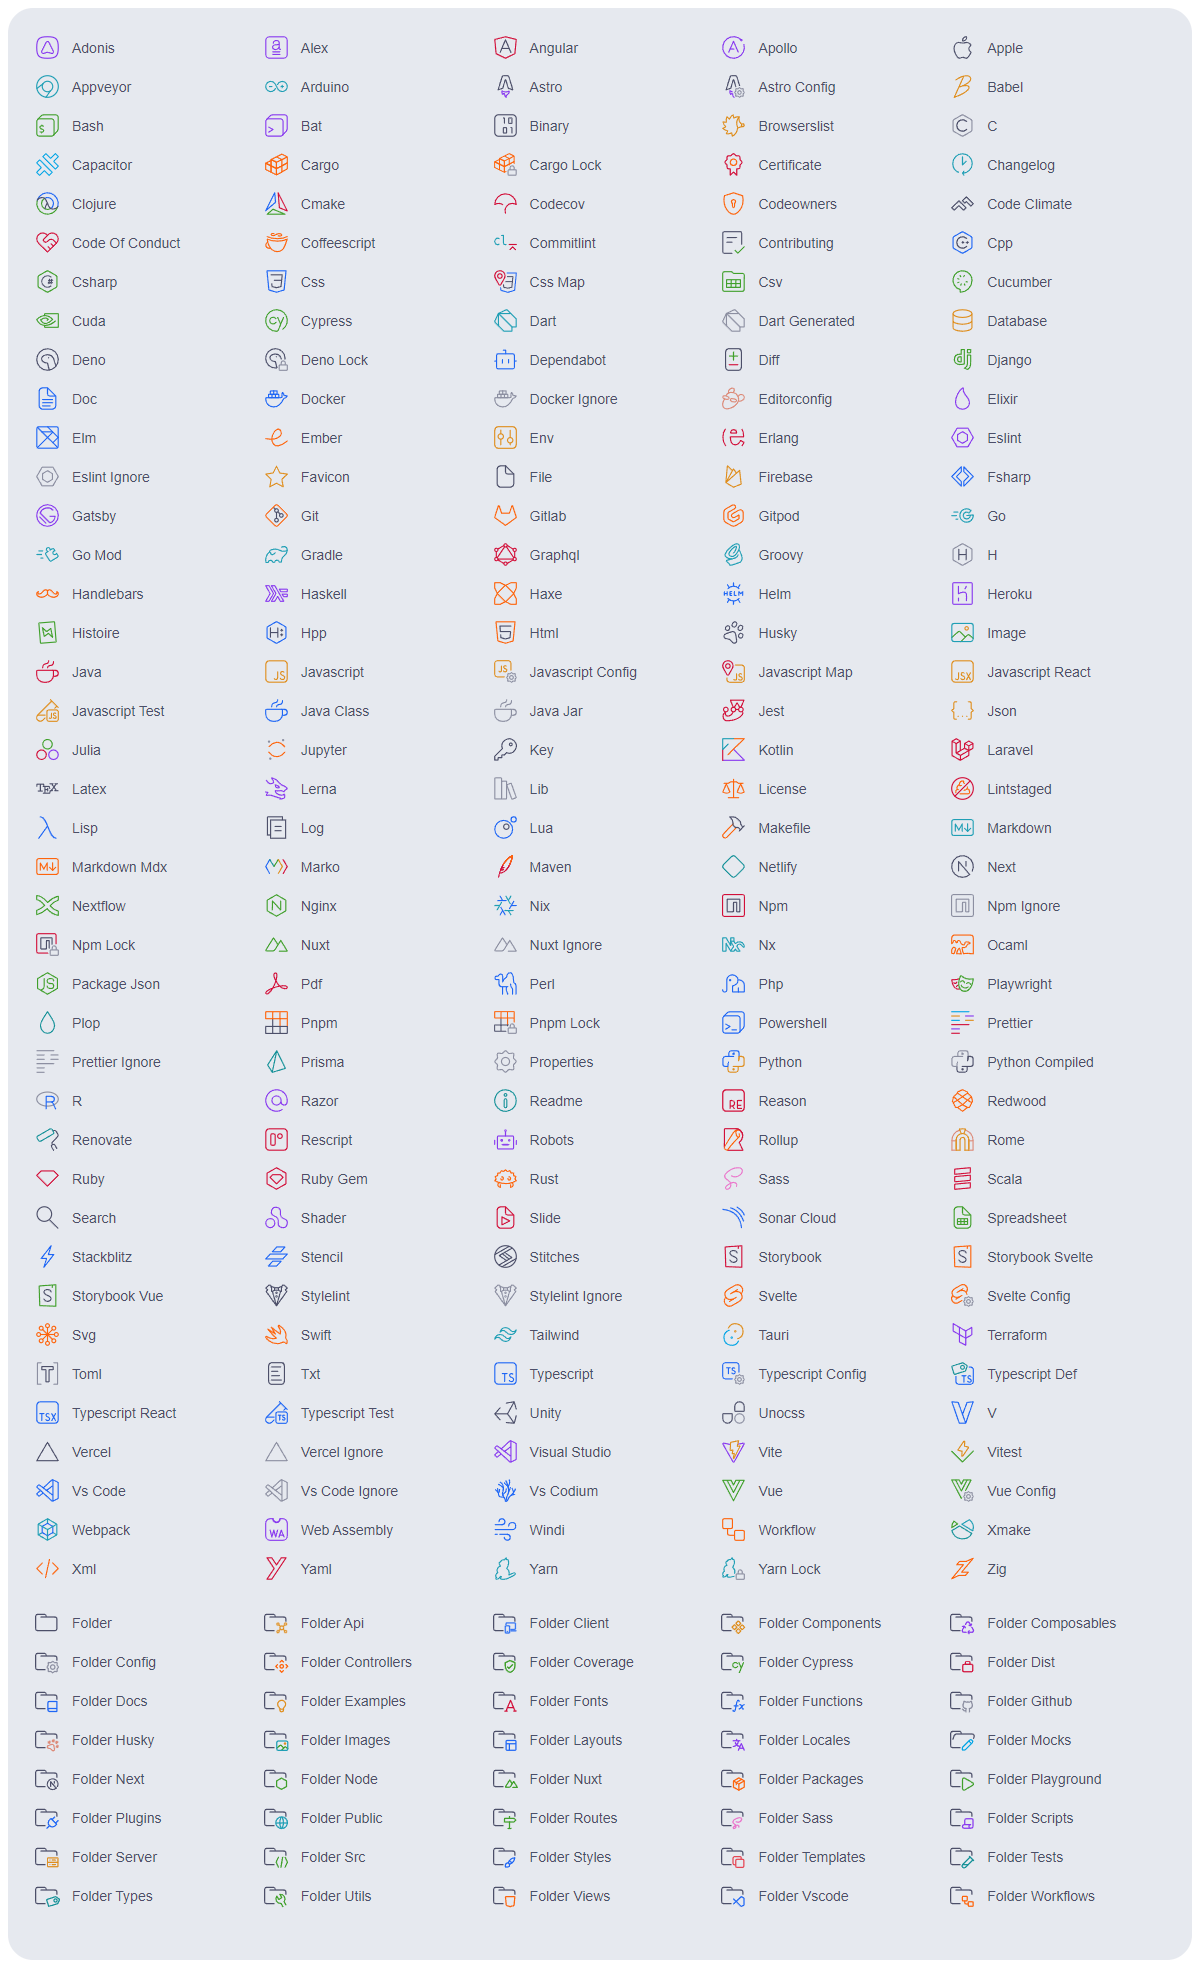 Adonis Alex Angular Apollo Apple
Appveyor Arduino Astro Astro Config Babel
Bash Bat Binary Browserslist C
Capacitor Cargo Cargo Lock Certificate Changelog
Clojure Cmake Codecov Codeowners Code Climate
Code Of Conduct Coffeescript Commitlint Contributing Cpp
Csharp Css Css Map Csv Cucumber
Cuda Cypress Dart Dart Generated Database
Deno Deno Lock Dependabot Diff Django
Doc Docker Docker Ignore Editorconfig Elixir
Elm Ember Env Erlang Eslint
Eslint Ignore Favicon File Firebase Fsharp
Gatsby Git Gitlab Gitpod Go
Go Mod Gradle Graphql Groovy H
Handlebars Haskell Haxe Helm Heroku
Histoire Hpp Html Husky Image
Java Javascript Javascript Config Javascript Map Javascript React
Javascript Test Java Class Java Jar Jest Json
Julia Jupyter Key Kotlin Laravel
Latex Lerna Lib License Lintstaged
Lisp Log Lua Makefile Markdown
Markdown Mdx Marko Maven Netlify Next
Nextflow Nginx Nix Npm Npm Ignore
Npm Lock Nuxt Nuxt Ignore Nx Ocaml
Package Json Pdf Perl Php Playwright
Plop Pnpm Pnpm Lock Powershell Prettier
Prettier Ignore Prisma Properties Python Python Compiled
R Razor Readme Reason Redwood
Renovate Rescript Robots Rollup Rome
Ruby Ruby Gem Rust Sass Scala
Search Shader Slide Sonar Cloud Spreadsheet
Stackblitz Stencil Stitches Storybook Storybook Svelte
Storybook Vue Stylelint Stylelint Ignore Svelte Svelte Config
Svg Swift Tailwind Tauri Terraform
Toml Txt Typescript Typescript Config Typescript Def
Typescript React Typescript Test Unity Unocss V
Vercel Vercel Ignore Visual Studio Vite Vitest
Vs Code Vs Code Ignore Vs Codium Vue Vue Config
Webpack Web Assembly Windi Workflow Xmake
Xml Yaml Yarn Yarn Lock Zig
Folder Folder Api Folder Client Folder Components Folder Composables
Folder Config Folder Controllers Folder Coverage Folder Cypress Folder Dist
Folder Docs Folder Examples Folder Fonts Folder Functions Folder Github
Folder Husky Folder Images Folder Layouts Folder Locales Folder Mocks
Folder Next Folder Node Folder Nuxt Folder Packages Folder Playground
Folder Plugins Folder Public Folder Routes Folder Sass Folder Scripts
Folder Server Folder Src Folder Styles Folder Templates Folder Tests
Folder Types Folder Utils Folder Views Folder Vscode Folder Workflows